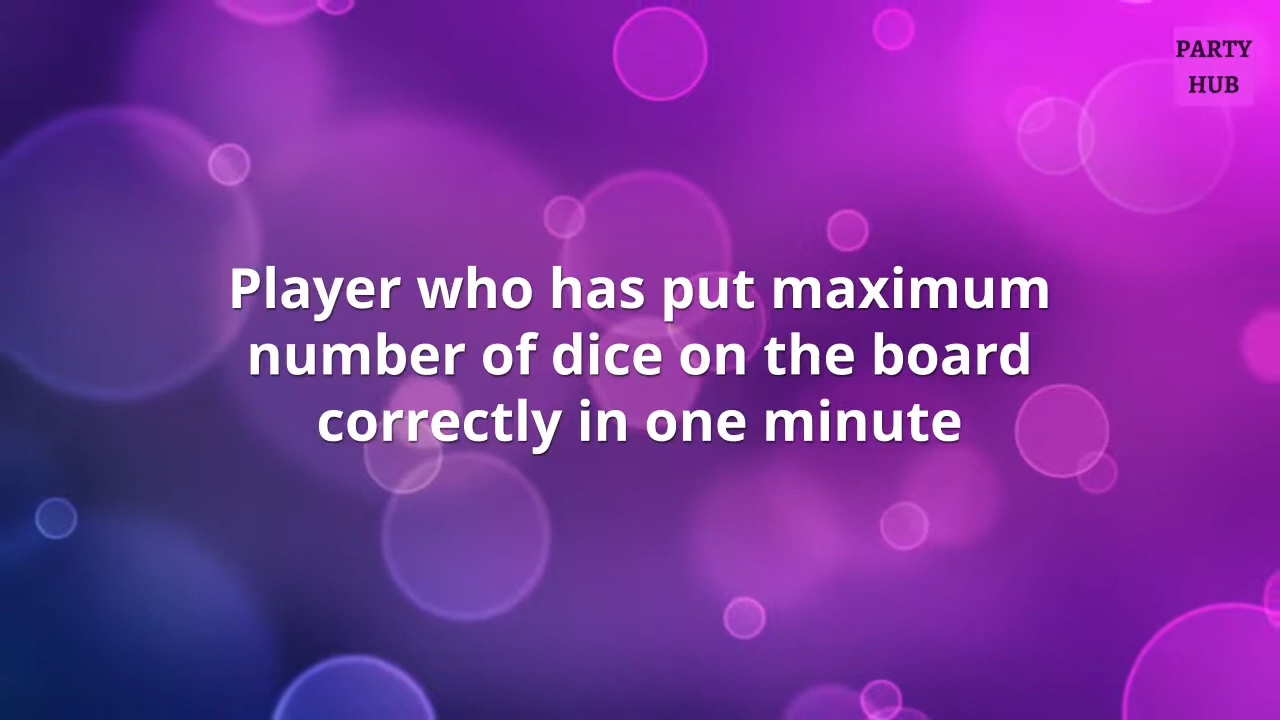 PARTY
HUB
Player who has put maximum
number of dice on the board
correctly in one minute